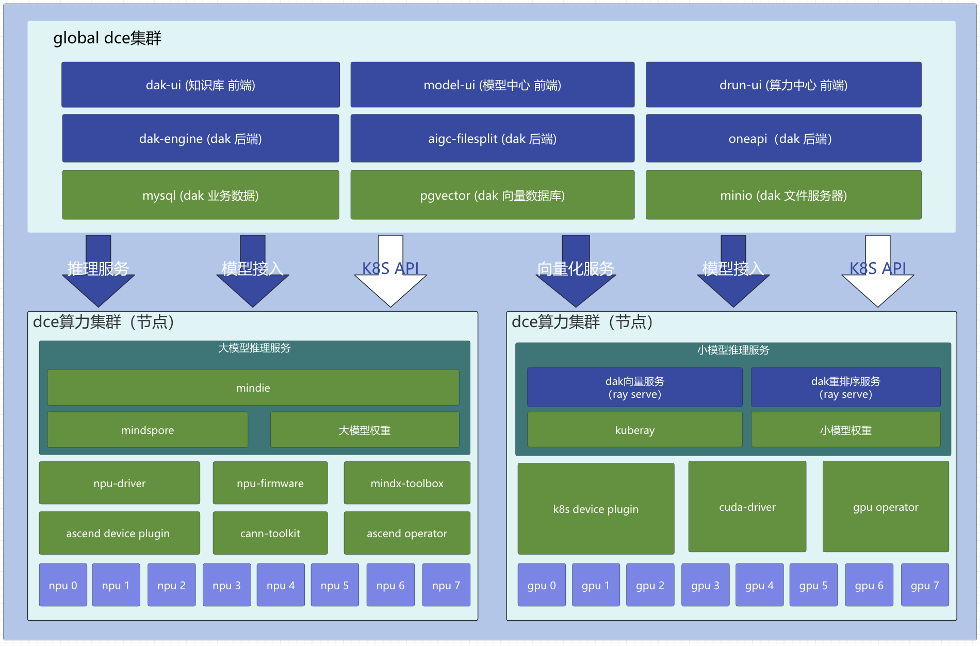 global dce集群
dak-ui (知识库 前端)
model-ui (模型中心 前端)
drun-ui (算力中心 前端)
dak-engine (dak 后端)
aigc-filesplit (dak 后端)
oneapi（dak 后端）
mysql (dak 业务数据)
pgvector (dak 向量数据库)
minio (dak 文件服务器)
推理服务
模型接入
K8S API
向量化服务
模型接入
K8S API
dce算力集群（节点）
大模型推理服务
mindie
mindspore
大模型权重
npu-driver
npu-firmware
mindx-toolbox
ascend device plugin
cann-toolkit
ascend operator
npu 0
npu 1
npu 2
npu 3
npu 4
npu 5
npu 6
npu 7
dce算力集群（节点）
小模型推理服务
dak向量服务
（ray serve）
dak重排序服务
（ray serve）
kuberay
小模型权重
k8s device plugin
cuda-driver
gpu operator
gpu 0
gpu 1
gpu 2
gpu 3
gpu 4
gpu 5
gpu 6
gpu 7